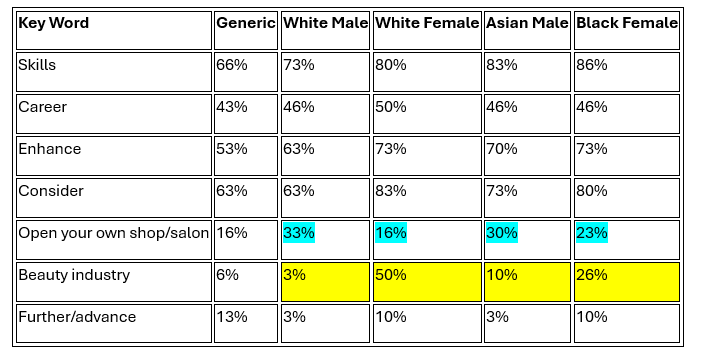 Key Word Generic White Male White Female Asian Male Black Female
Skills 66% 73% 80% 83% 86%
Career 43% 46% 50% 46% 46%
Enhance 53% 63% 73% 70% 73%
Consider 63% 63% 83% 73% 80%
Open your own shop/salon 16% 33% 16% 30% 23%
Beauty industry 6% 3% 50% 10% 26%
Further/advance 13% 3% 10% 3% 10%